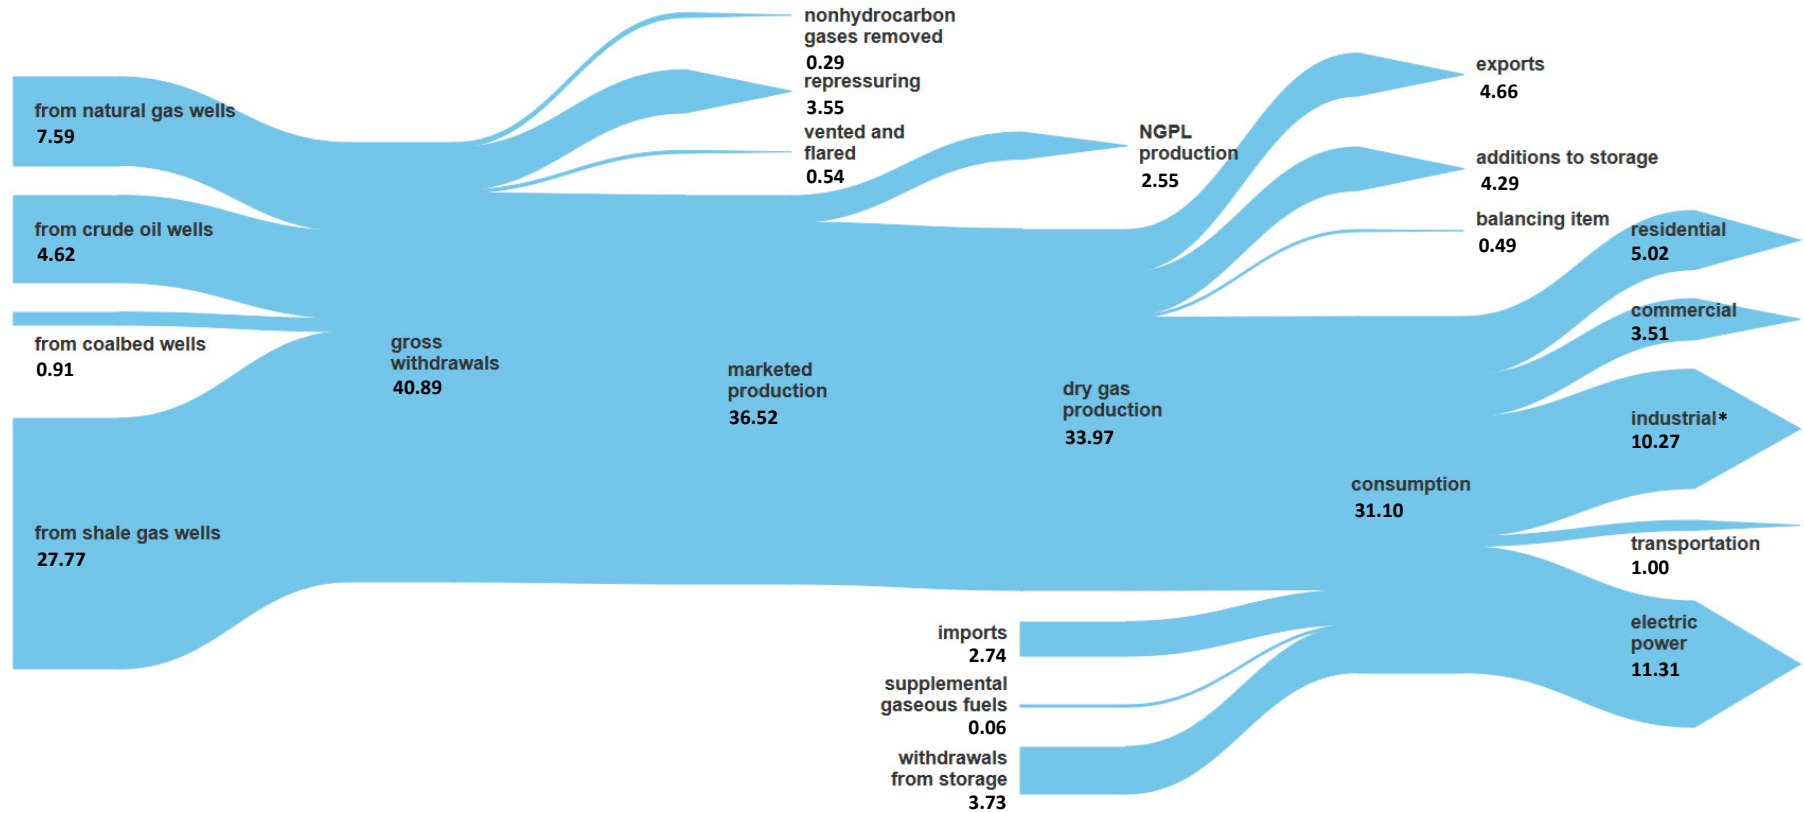 from natural gas wells
7.59
from crude oil wells
4.62
from coalbed wells
0.91
from shale gas wells
27.77
gross
withdrawals
40.89
nonhydrocarbon
gases removed
0.29
repressuring
3.55
vented and
flared
0.54
marketed
production
36.52
NGPL
production
2.55
dry gas
production
33.97
imports
2.74
supplemental
gaseous fuels
0.06
withdrawals
from storage
3.73
exports
4.66
additions to storage
4.29
balancing item
0.49
consumption
31.10
residential
5.02
commercial
3.51
industrial*
10.27
transportation
1.00
electric
power
11.31